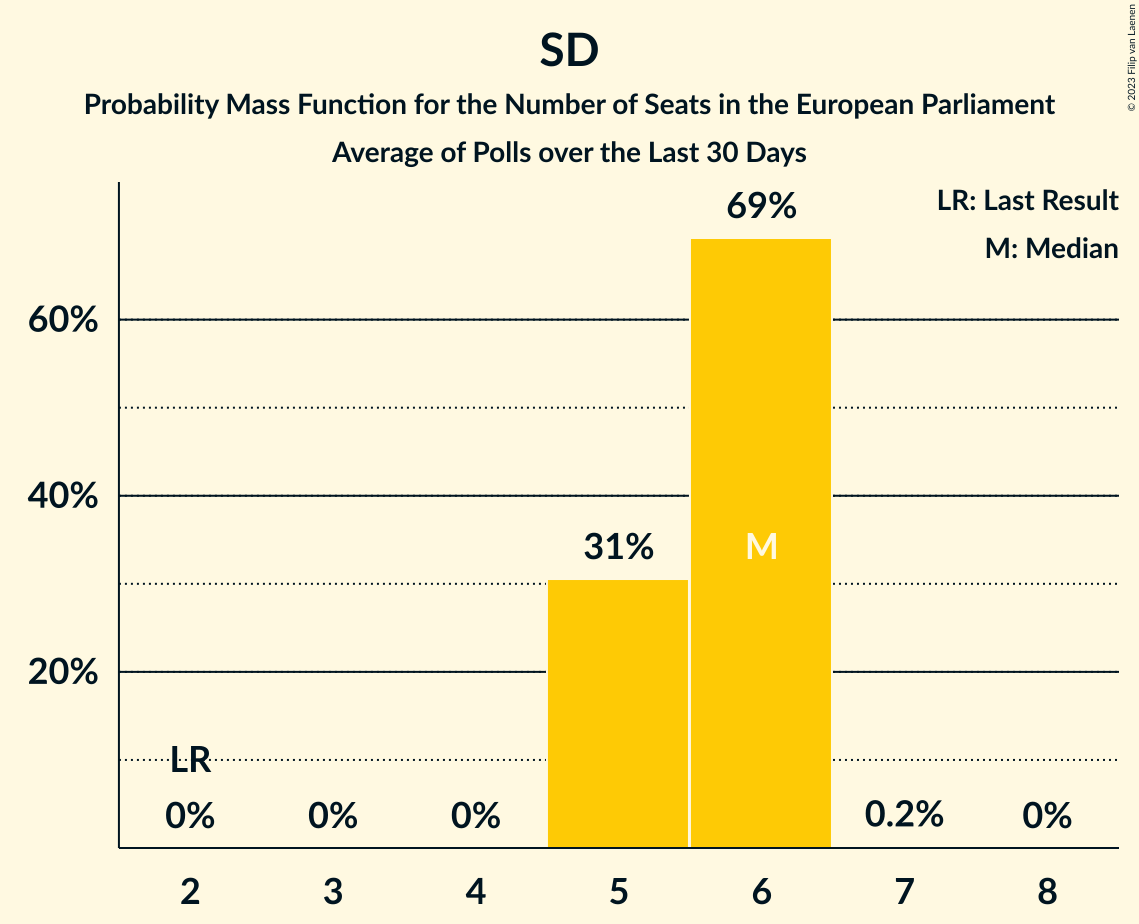 SD
Probability Mass Function for the Number of Seats in the European Parliament
Average of Polls over the Last 30 Days
© 2023 Filip van Laenen
LR: Last Result
M: Median
69%
60%
40%
31%
M
20%
LR
0%
0%
0%
0.2%
0%
2
3
4
5
6
7
8